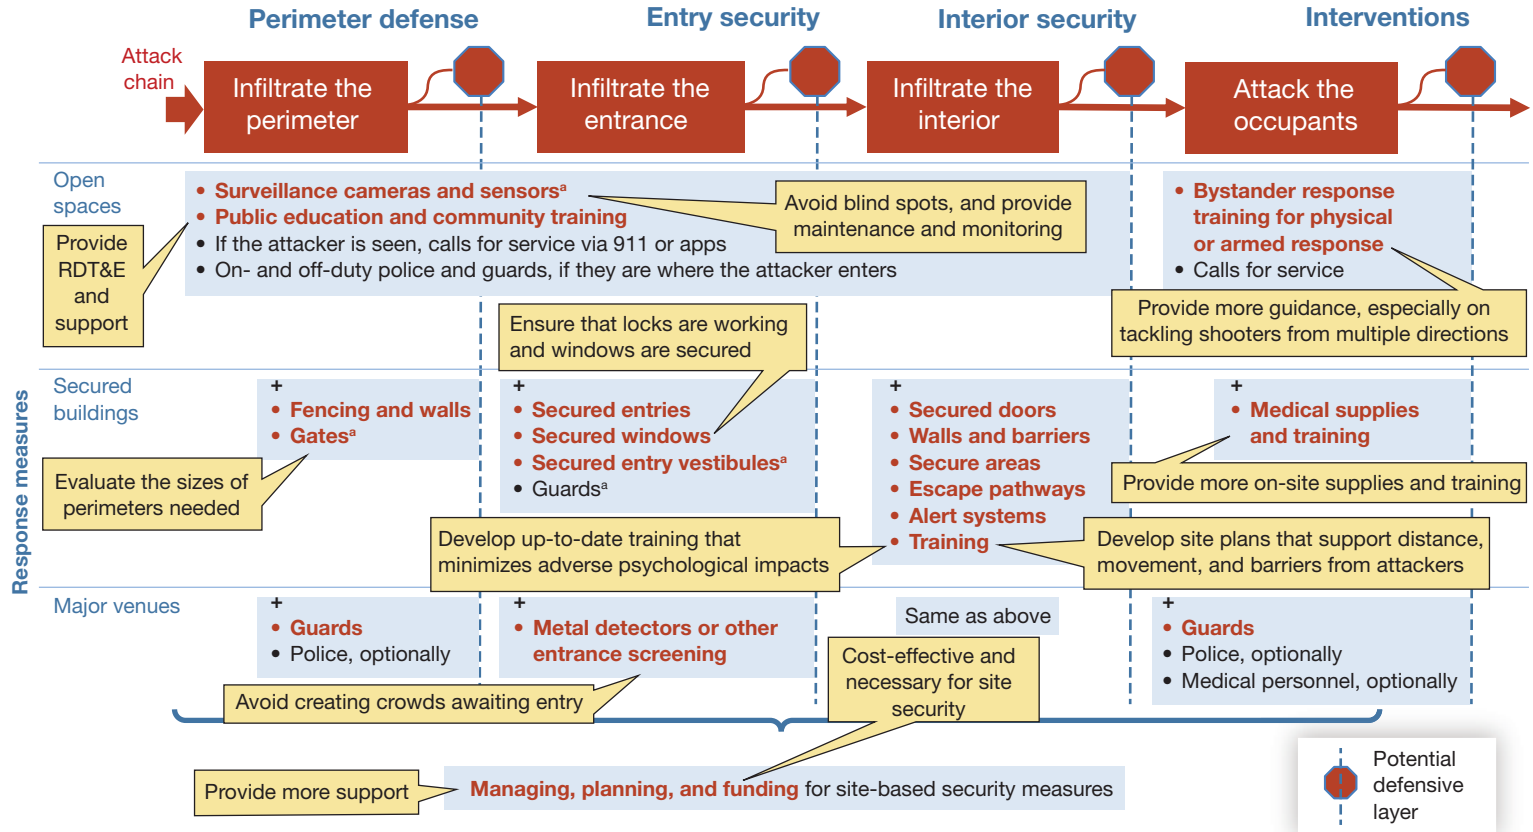 Perimeter defense
Entry security
Interior security
Interventions
Attack
chain
Infiltrate the
perimeter
Infiltrate the
entrance
Infiltrate the
interior
Attack the
occupants
Response measures
Open
spaces
• Surveillance cameras and sensorsᵃ
• Public education and community training
• If the attacker is seen, calls for service via 911 or apps
• On- and off-duty police and guards, if they are where the attacker enters
Avoid blind spots, and provide
maintenance and monitoring
Provide
RDT&E
and
support
• Bystander response
training for physical
or armed response
• Calls for service
Provide more guidance, especially on
tackling shooters from multiple directions
Ensure that locks are working
and windows are secured
Secured
buildings
+
• Fencing and walls
• Gatesᵃ
Evaluate the sizes of
perimeters needed
+
• Secured entries
• Secured windows
• Secured entry vestibulesᵃ
• Guardsᵃ
+
• Secured doors
• Walls and barriers
• Secure areas
• Escape pathways
• Alert systems
• Training
+
• Medical supplies
and training
Provide more on-site supplies and training
Develop up-to-date training that
minimizes adverse psychological impacts
Develop site plans that support distance,
movement, and barriers from attackers
Major venues
+
• Guards
• Police, optionally
+
• Metal detectors or other
entrance screening
Same as above
+
• Guards
• Police, optionally
• Medical personnel, optionally
Avoid creating crowds awaiting entry
Cost-effective and
necessary for site
security
Provide more support
Managing, planning, and funding for site-based security measures
Potential
defensive
layer